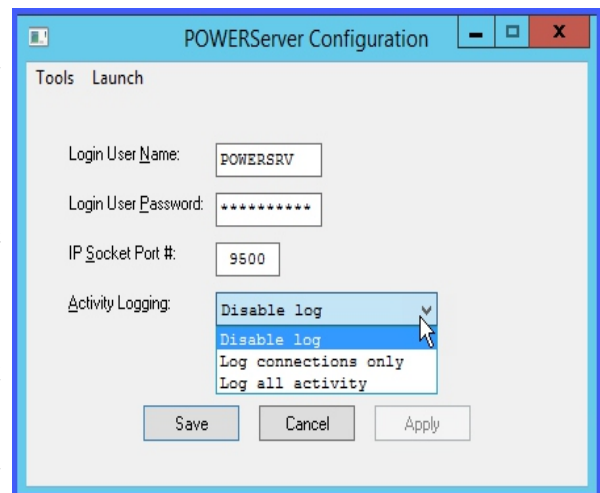 POWERServer Configuration
Tools Launch
Login User Name: POWERSRV
Login User Password: **********
IP Socket Port #: 9500
Activity Logging: Disable log
Disable log
Log connections only
Log all activity
Save Cancel Apply